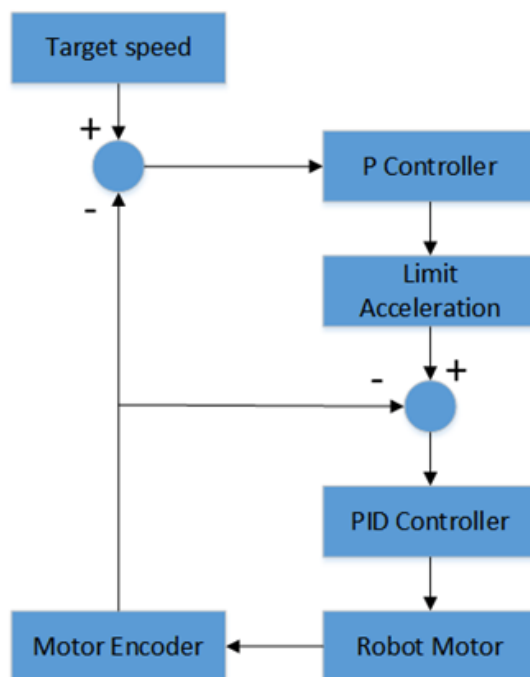 Target speed
+
-
P Controller
Limit
Acceleration
- +
PID Controller
Motor Encoder
Robot Motor